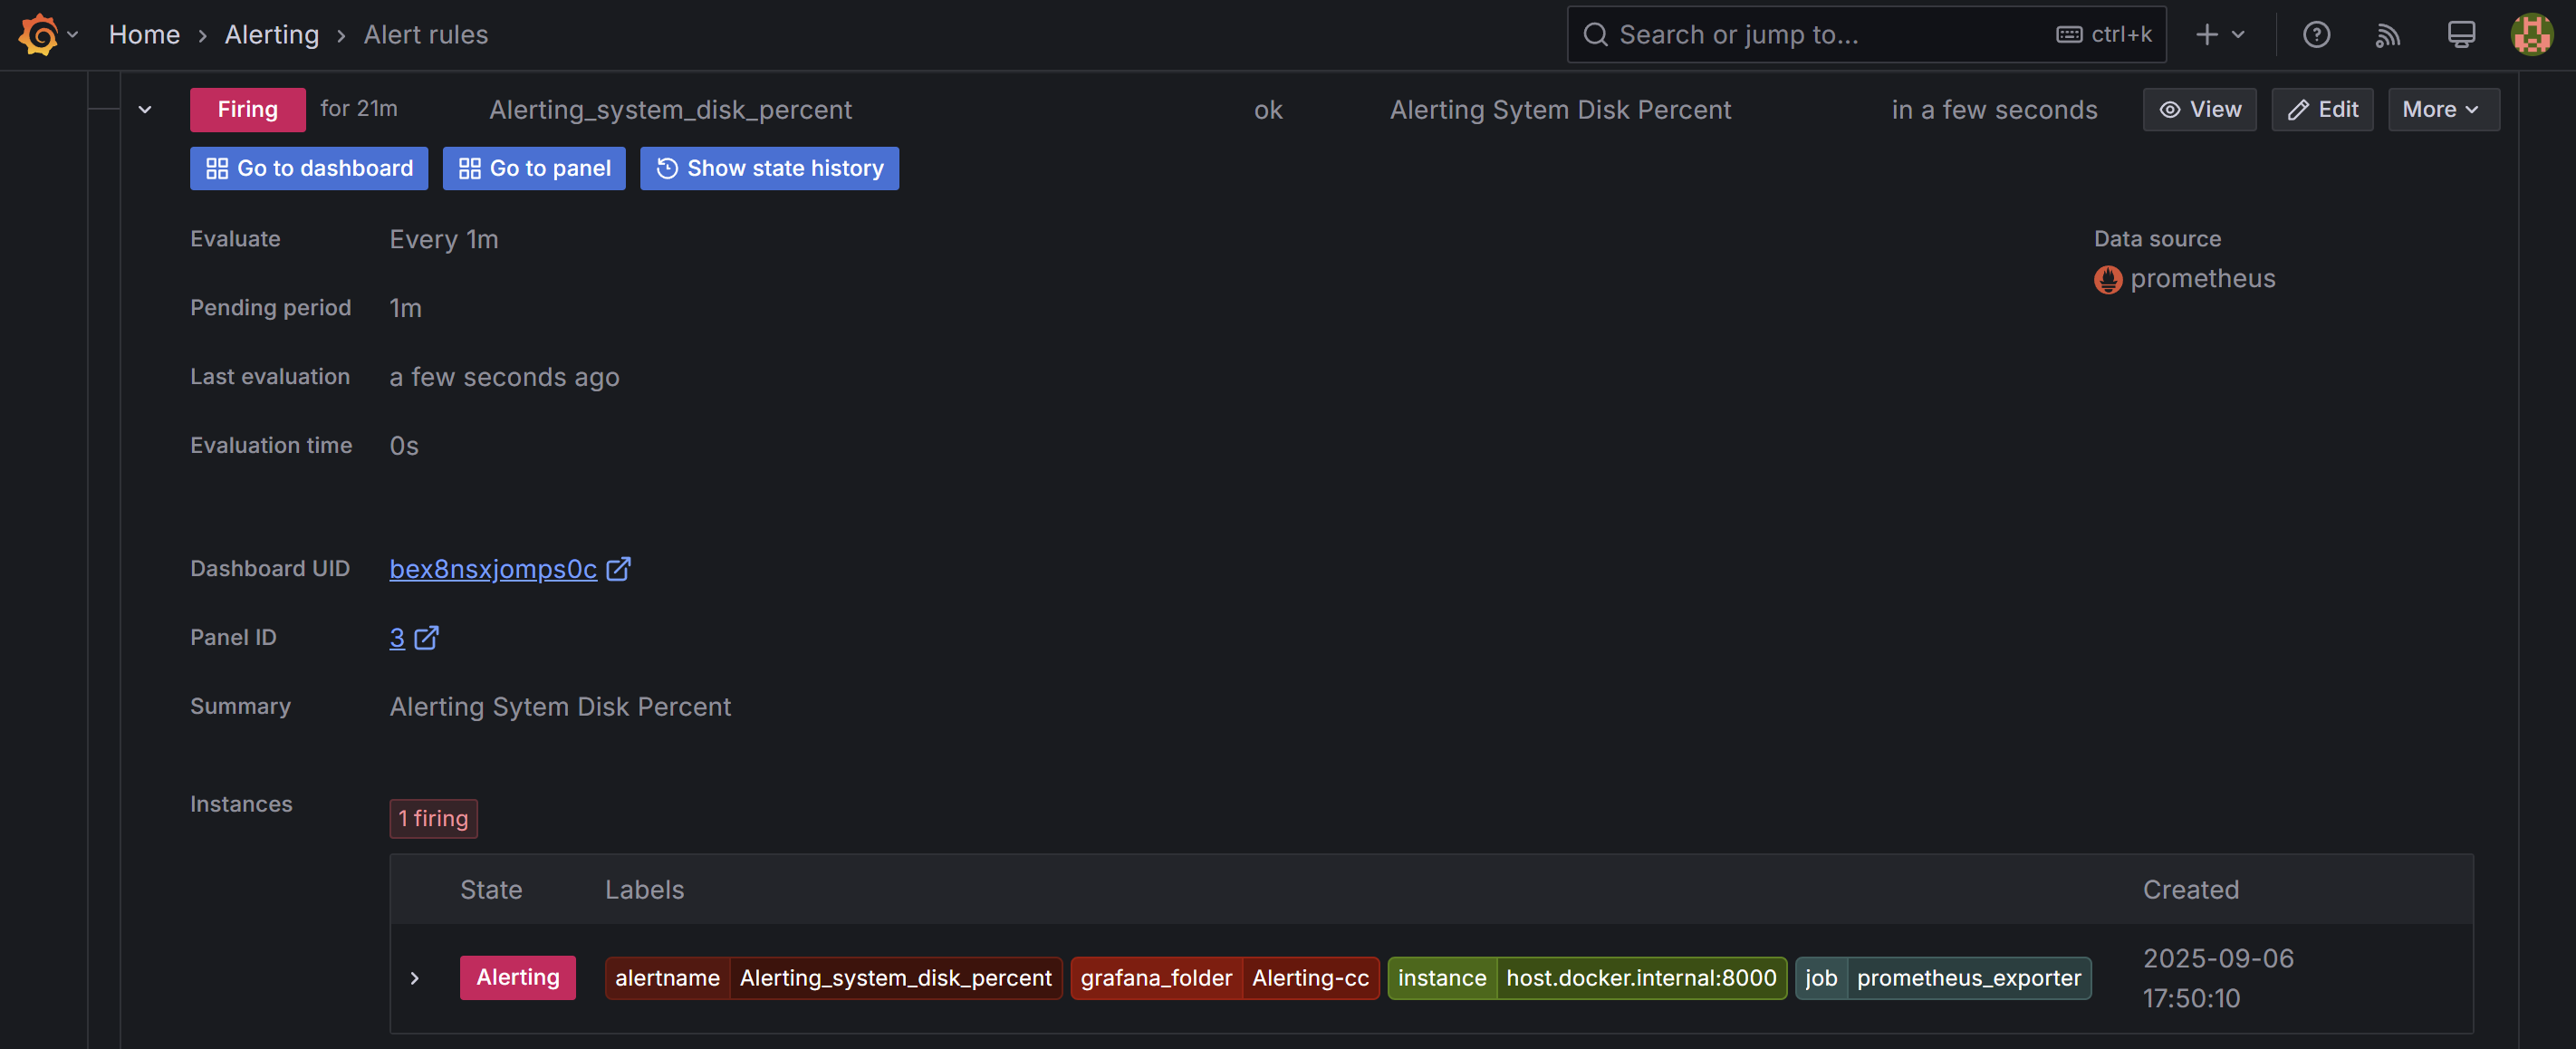 Home › Alerting › Alert rules Search or jump to... ctrl+k
Firing for 21m Alerting_system_disk_percent ok Alerting Sytem Disk Percent in a few seconds View Edit More
Go to dashboard Go to panel Show state history
Evaluate Every 1m Data source
prometheus
Pending period 1m
Last evaluation a few seconds ago
Evaluation time 0s
Dashboard UID bex8nsxjomps0c
Panel ID 3
Summary Alerting Sytem Disk Percent
Instances 1 firing
State Labels Created
Alerting alertname Alerting_system_disk_percent grafana_folder Alerting-cc instance host.docker.internal:8000 job prometheus_exporter 2025-09-06
17:50:10